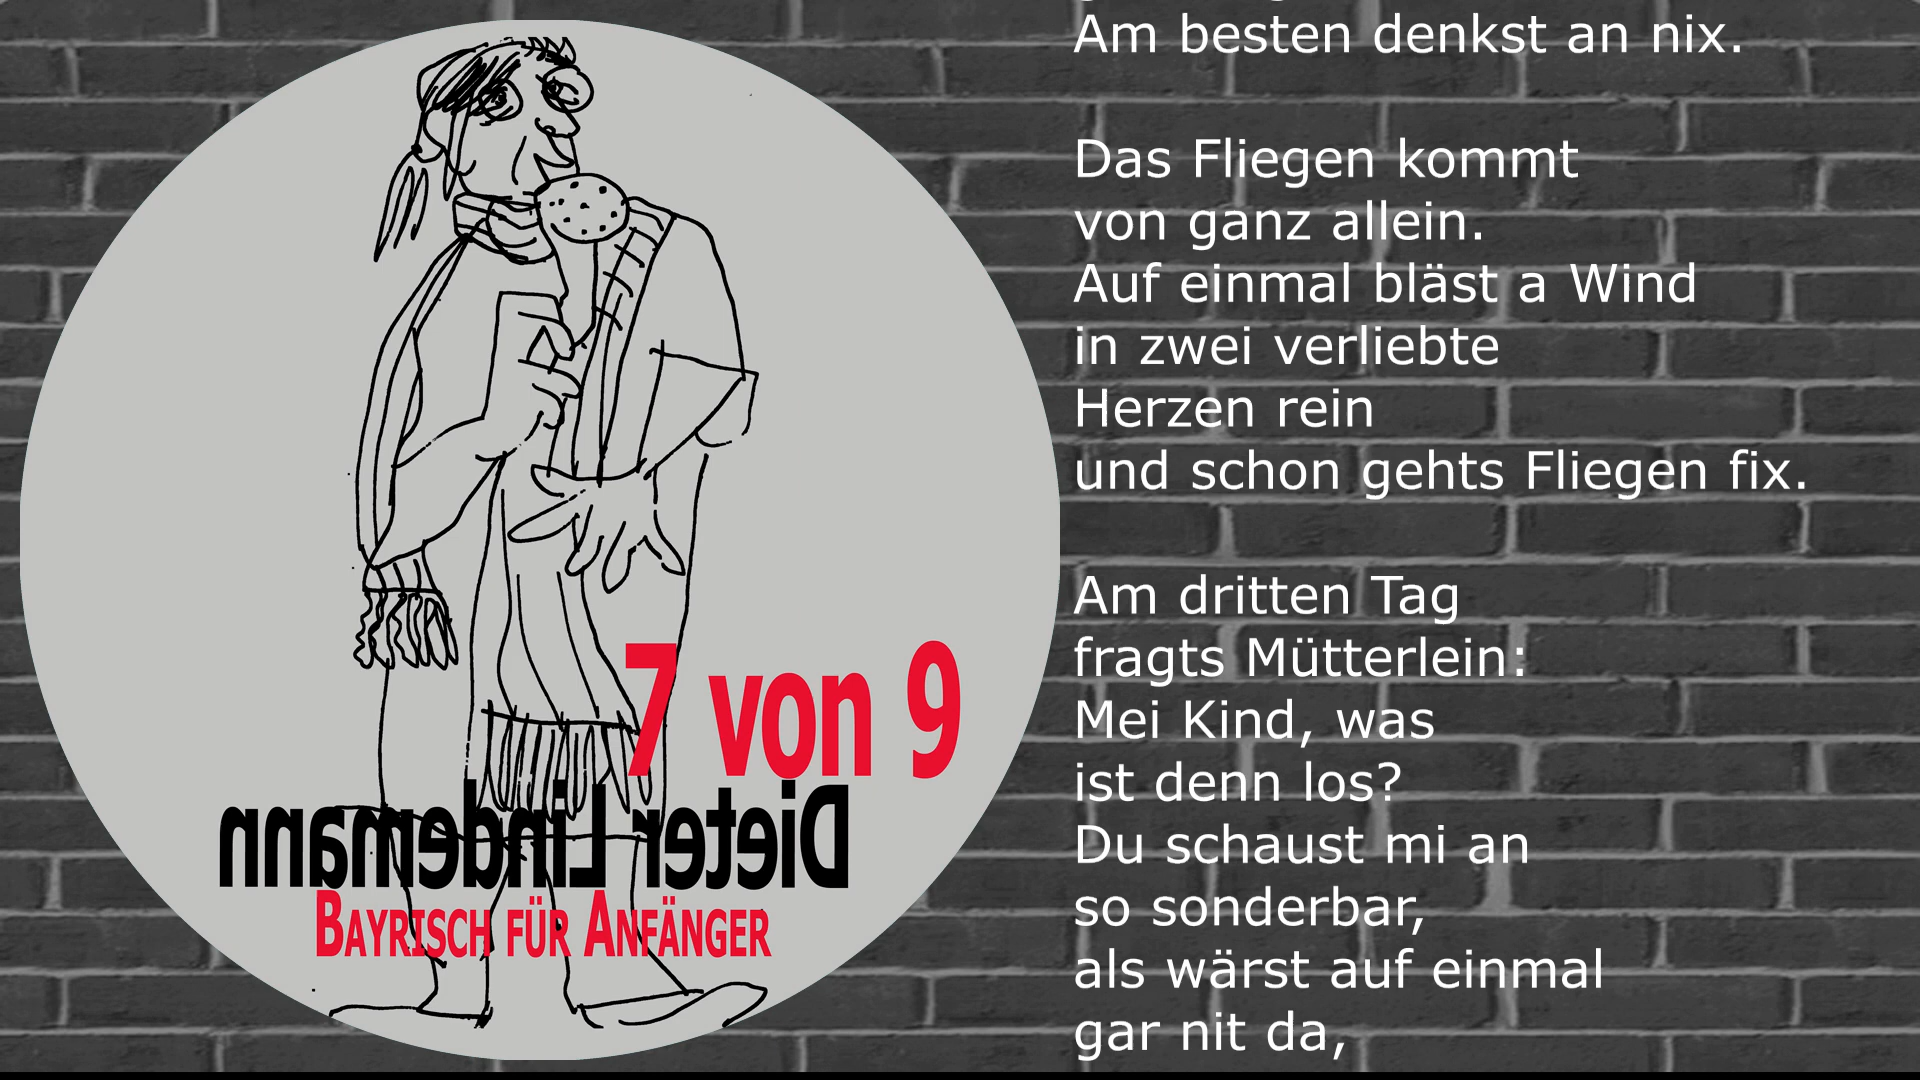 7 von 9
Dieter Lindemann
BAYRISCH FÜR ANFÄNGER
Am besten denkst an nix.
Das Fliegen kommt
von ganz allein.
Auf einmal bläst a Wind
in zwei verliebte
Herzen rein
und schon gehts Fliegen fix.
Am dritten Tag
fragts Mütterlein:
Mei Kind, was
ist denn los?
Du schaust mi an
so sonderbar,
als wärst auf einmal
gar nit da,